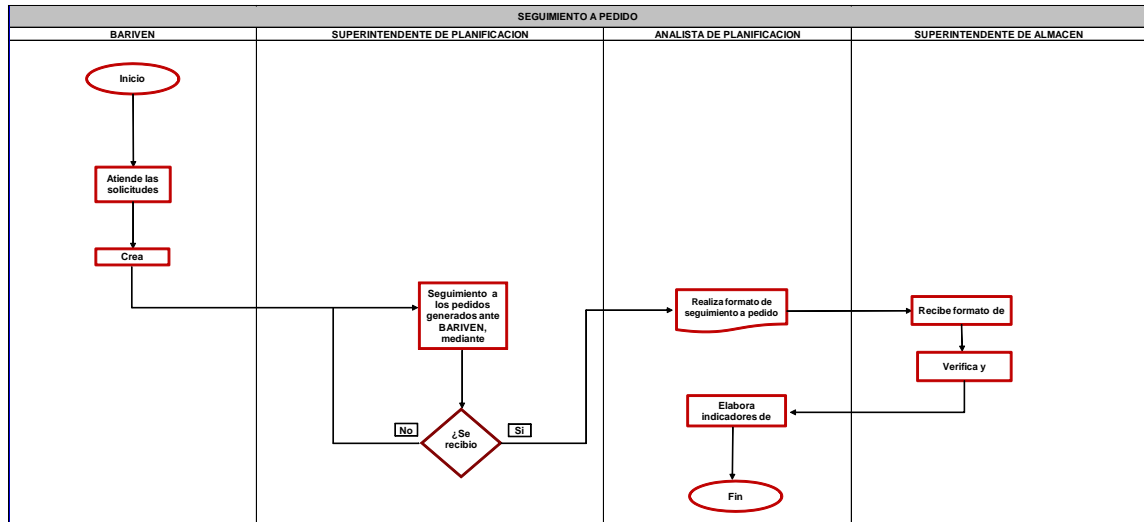 SEGUIMIENTO A PEDIDO
BARIVEN
SUPERINTENDENTE DE PLANIFICACION
ANALISTA DE PLANIFICACION
SUPERINTENDENTE DE ALMACEN
Inicio
Atiende las
solicitudes
Crea
Seguimiento a
los pedidos
generados ante
BARIVEN,
mediante
¿Se
recibio
No
Si
Realiza formato de
seguimiento a pedido
Recibe formato de
Verifica y
Elabora
indicadores de
Fin